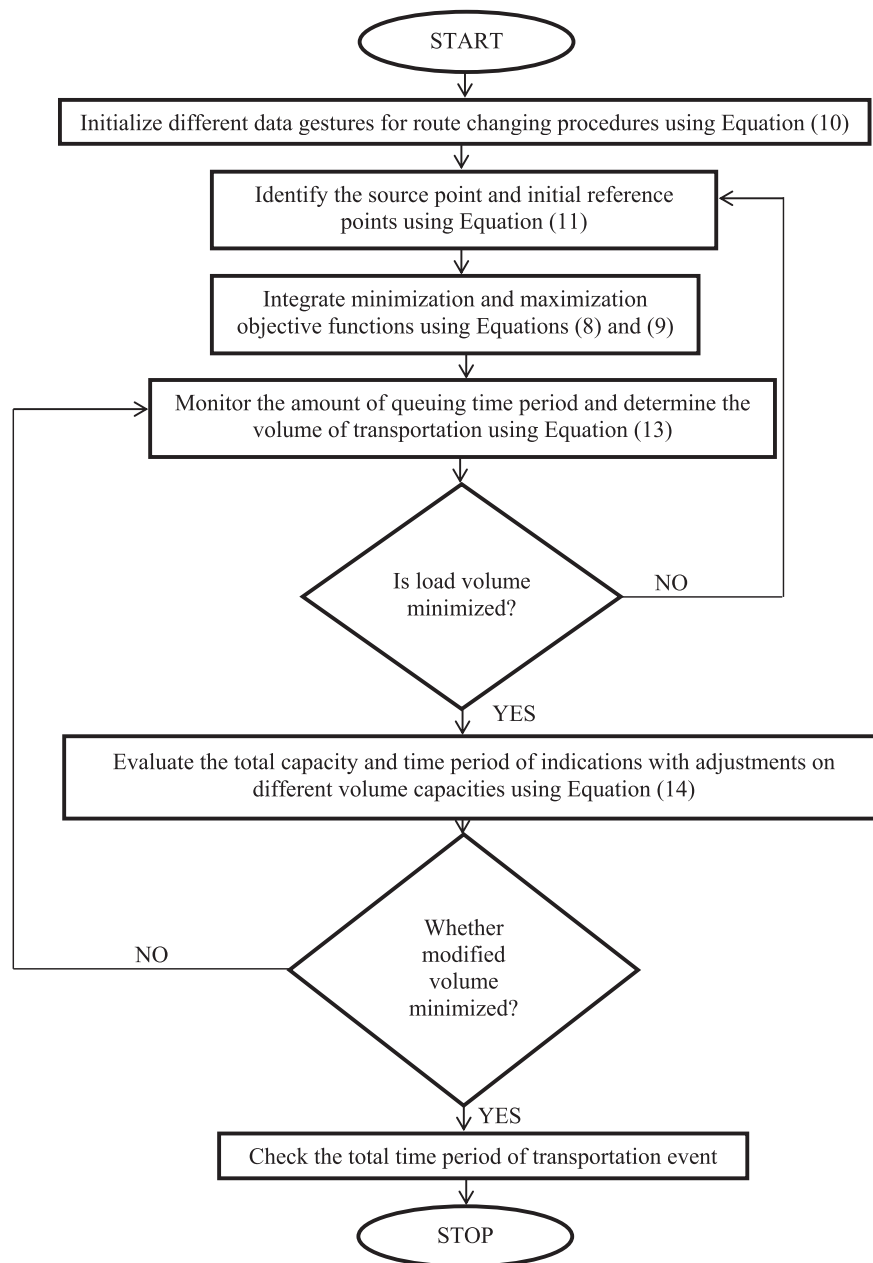 START
Initialize different data gestures for route changing procedures using Equation (10)
Identify the source point and initial reference
points using Equation (11)
Integrate minimization and maximization
objective functions using Equations (8) and (9)
Monitor the amount of queuing time period and determine the
volume of transportation using Equation (13)
Is load volume
minimized?
NO
YES
Evaluate the total capacity and time period of indications with adjustments on
different volume capacities using Equation (14)
Whether
modified
volume
minimized?
NO
YES
Check the total time period of transportation event
STOP